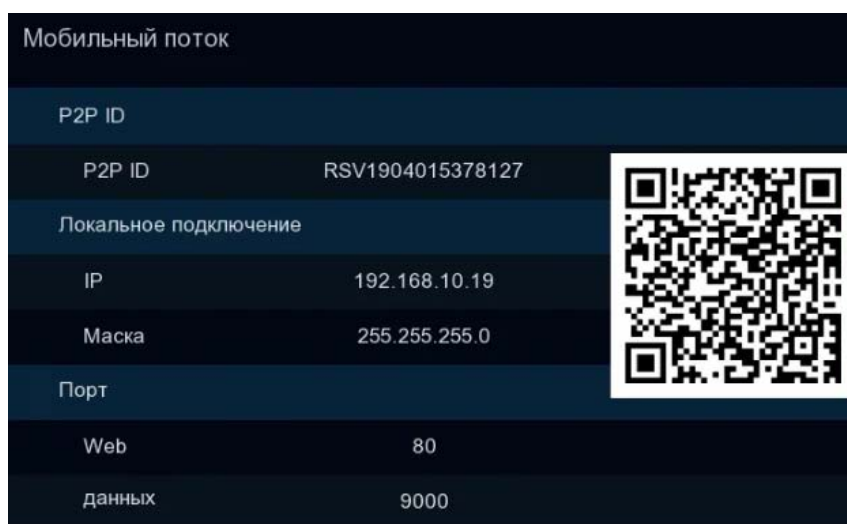 Мобильный поток
P2P ID
P2P ID RSV1904015378127
Локальное подключение
IP 192.168.10.19
Маска 255.255.255.0
Порт
Web 80
данных 9000